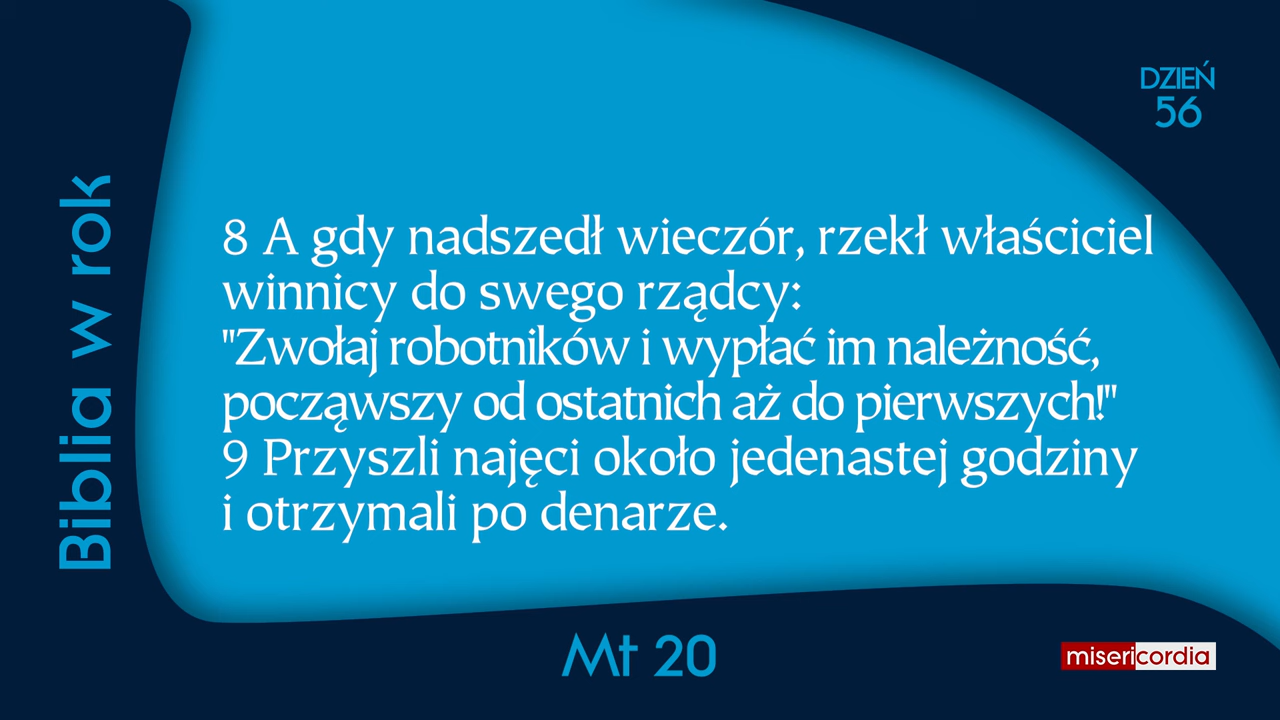 DZIEŃ
56
Biblia w rok
8 A gdy nadszedł wieczór, rzekł właściciel
winnicy do swego rządcy:
"Zwołaj robotników i wypłać im należność,
począwszy od ostatnich aż do pierwszych!"
9 Przyszli najęci około jedenastej godziny
i otrzymali po denarze.
Mt 20
misericordia